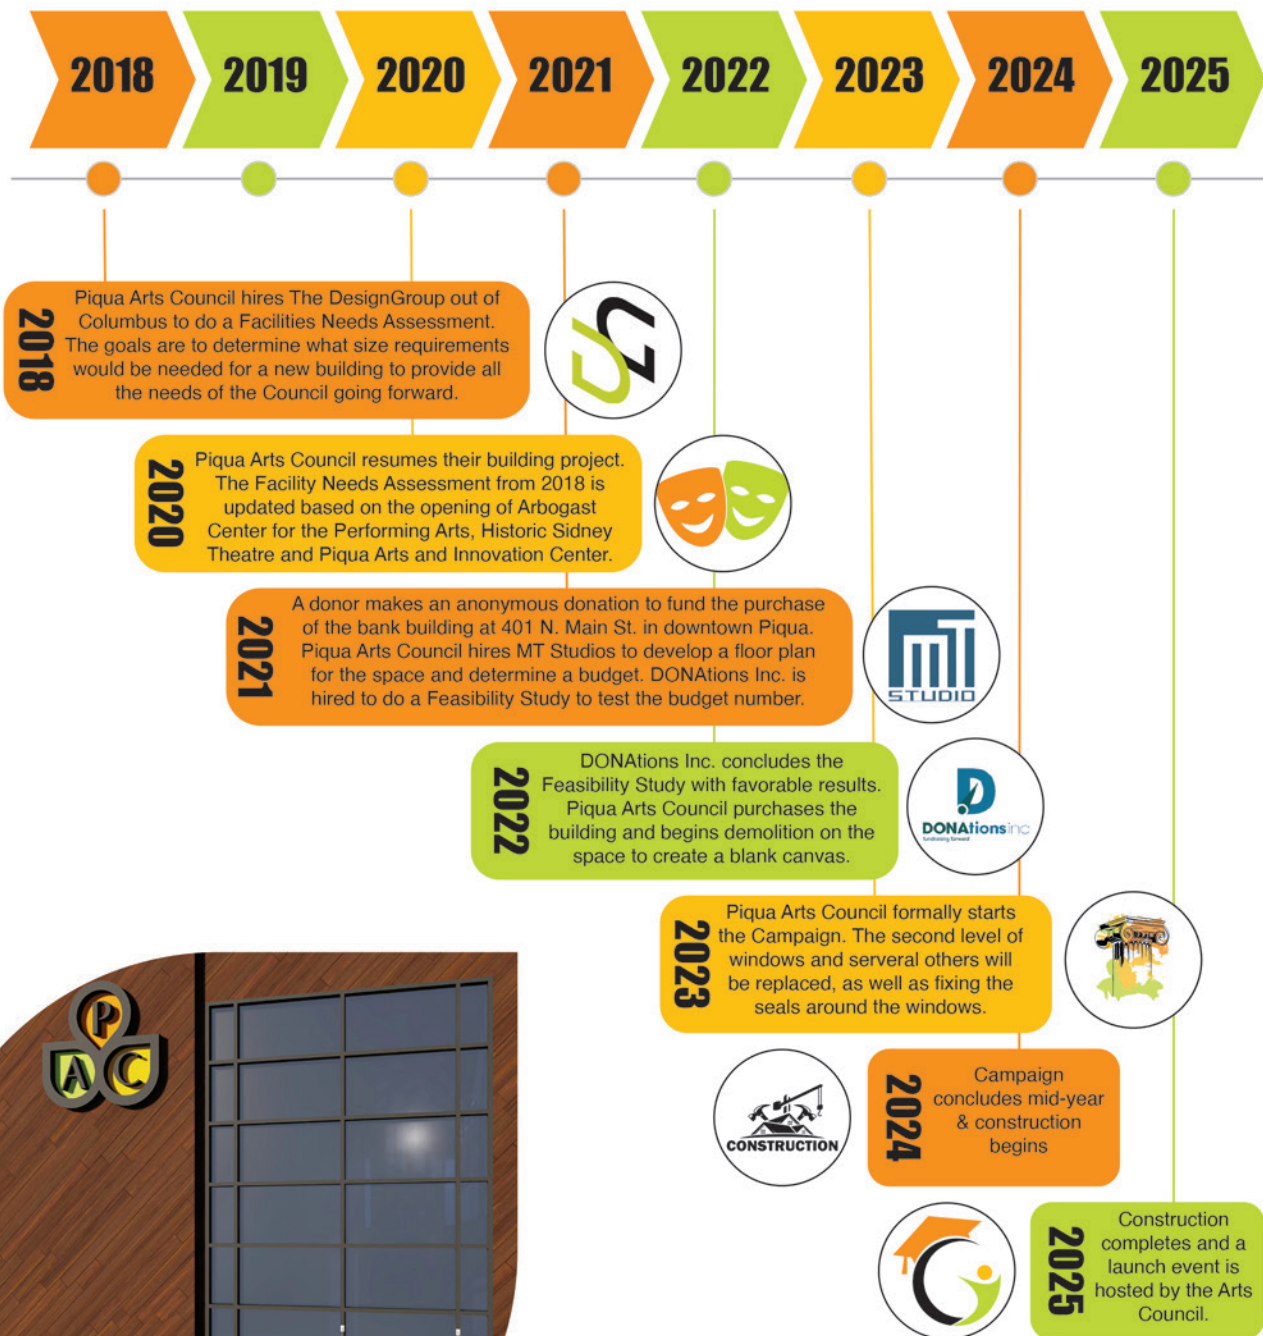 2018 2019 2020 2021 2022 2023 2024 2025
2018
Piqua Arts Council hires The DesignGroup out of
Columbus to do a Facilities Needs Assessment.
The goals are to determine what size requirements
would be needed for a new building to provide all
the needs of the Council going forward.
2020
Piqua Arts Council resumes their building project.
The Facility Needs Assessment from 2018 is
updated based on the opening of Arbogast
Center for the Performing Arts, Historic Sidney
Theatre and Piqua Arts and Innovation Center.
2021
A donor makes an anonymous donation to fund the purchase
of the bank building at 401 N. Main St. in downtown Piqua.
Piqua Arts Council hires MT Studios to develop a floor plan
for the space and determine a budget. DONAtions Inc. is
hired to do a Feasibility Study to test the budget number.
MT
STUDIO
2022
DONAtions Inc. concludes the
Feasibility Study with favorable results.
Piqua Arts Council purchases the
building and begins demolition on the
space to create a blank canvas.
D
DONAtions inc
fundraising forward
2023
Piqua Arts Council formally starts
the Campaign. The second level of
windows and serveral others will
be replaced, as well as fixing the
seals around the windows.
P
A C
CONSTRUCTION
2024
Campaign
concludes mid-year
& construction
begins
2025
Construction
completes and a
launch event is
hosted by the Arts
Council.